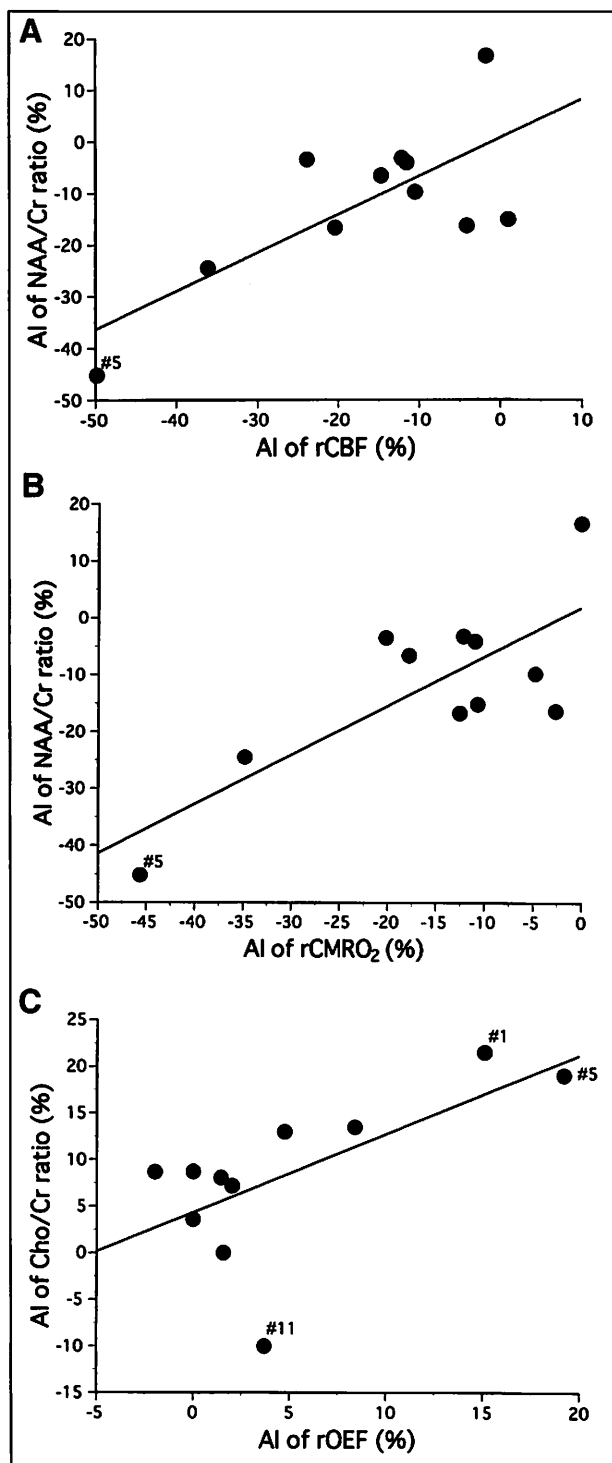 A
20
10
0
-10
-20
-30
-40
-50
AI of NAA/Cr ratio (%)
#5
-50 -40 -30 -20 -10 0 10
AI of rCBF (%)
B
20
10
0
-10
-20
-30
-40
-50
AI of NAA/Cr ratio (%)
#5
-50 -45 -40 -35 -30 -25 -20 -15 -10 -5 0
AI of rCMRO₂ (%)
C
25
20
15
10
5
0
-5
-10
-15
AI of Cho/Cr ratio (%)
#1
#5
#11
-5 0 5 10 15 20
AI of rOEF (%)